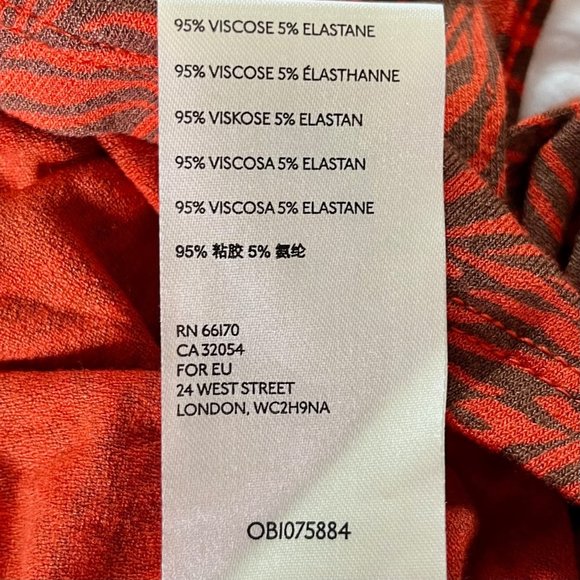 95% VISCOSE 5% ELASTANE
95% VISCOSE 5% ÉLASTHANNE
95% VISKOSE 5% ELASTAN
95% VISCOSA 5% ELASTAN
95% VISCOSA 5% ELASTANE
95% 粘胶 5% 氨纶
RN 66170
CA 32054
FOR EU
24 WEST STREET
LONDON, WC2H9NA
OB1075884